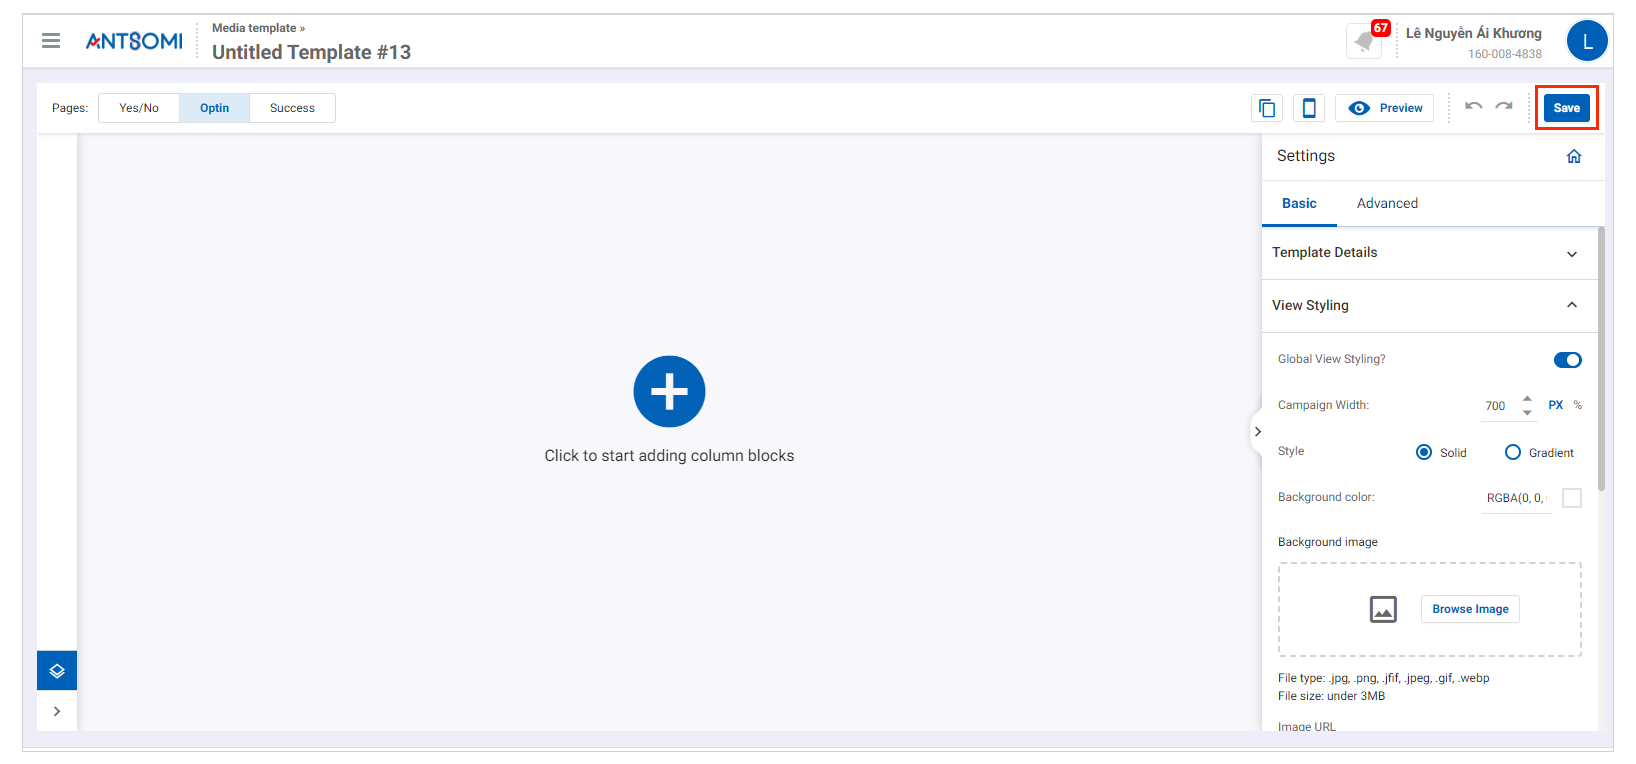 ANTSOMI
Media template »
Untitled Template #13
67
Lê Nguyễn Ái Khương
160-008-4838
L
Pages:
Yes/No
Optin
Success
Preview
Save
Settings
Basic
Advanced
Template Details
View Styling
Global View Styling?
Campaign Width:
700
PX
%
Style
Solid
Gradient
Background color:
RGBA(0, 0,
Background image
Browse Image
File type: .jpg, .png, .jfif, .jpeg, .gif, .webp
File size: under 3MB
Image URL
Click to start adding column blocks